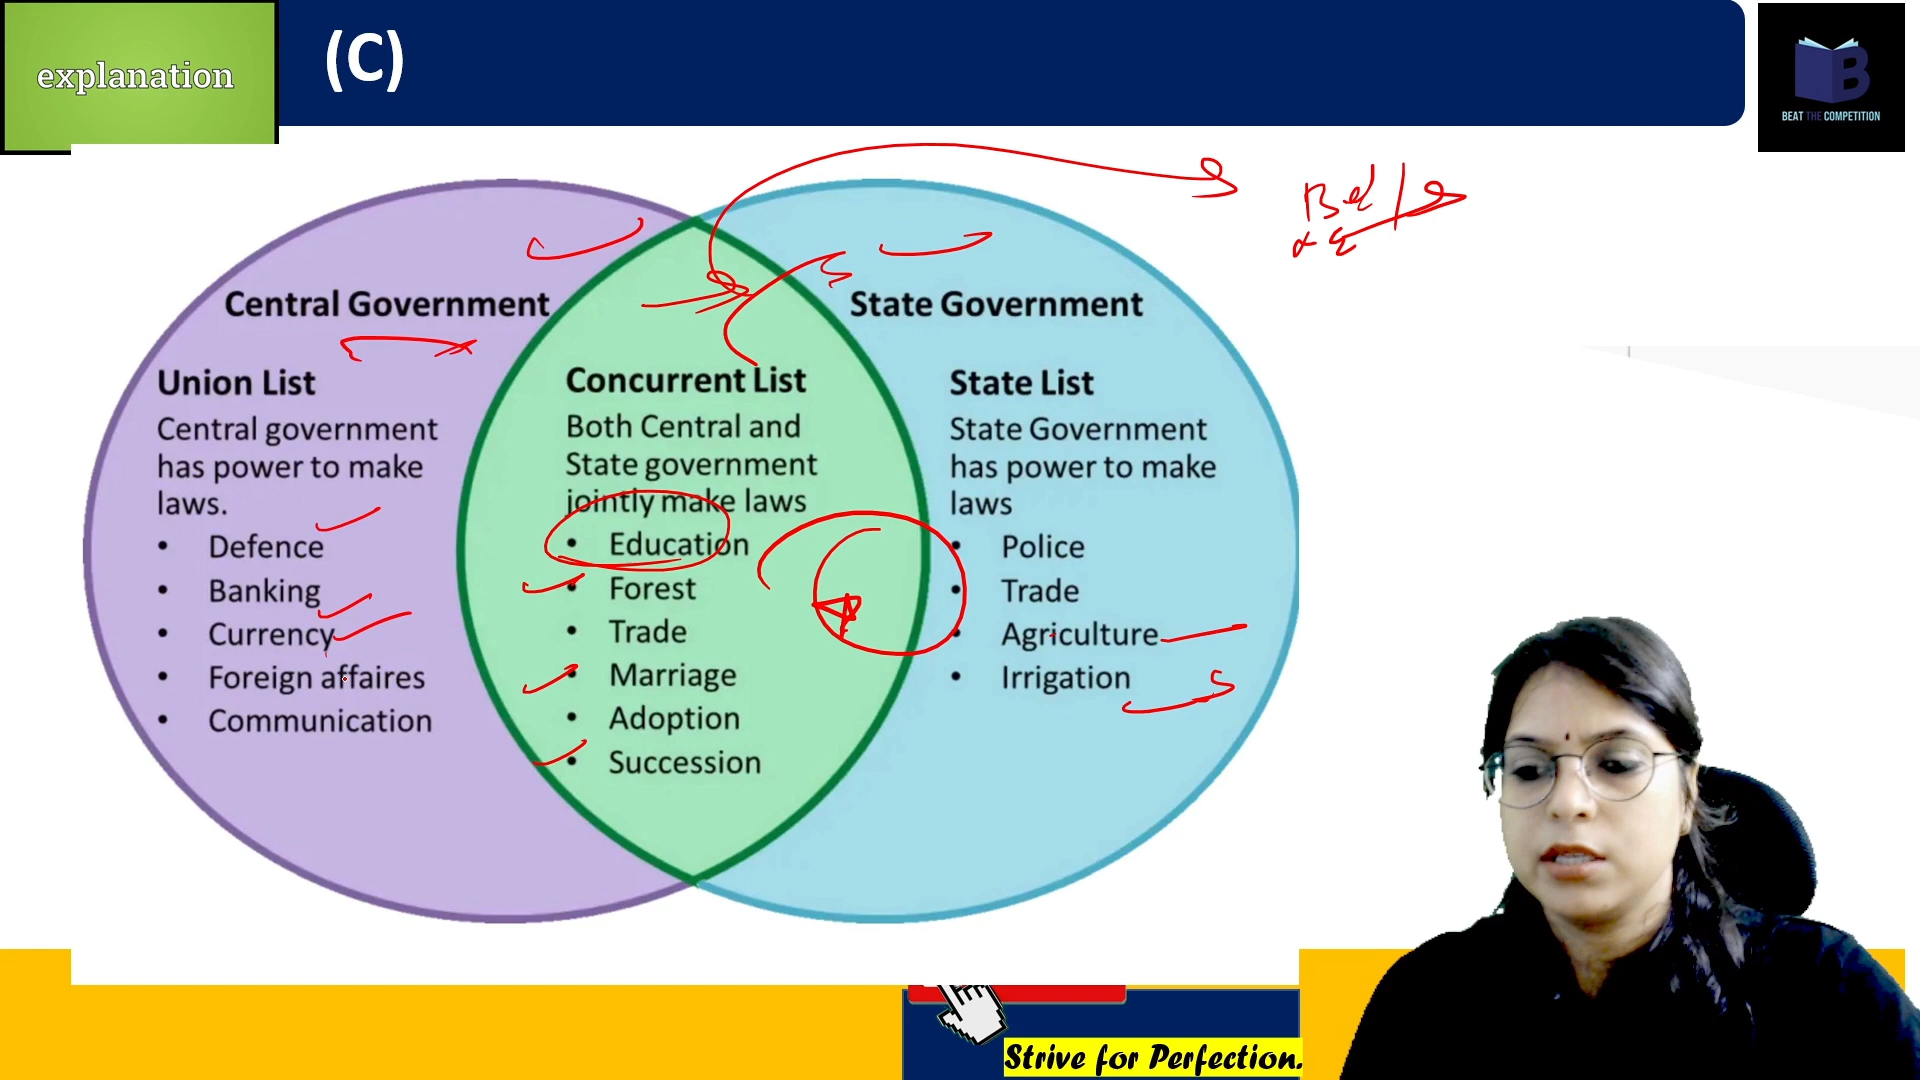 explanation
(C)
BEAT THE COMPETITION
Central Government
State Government
Union List
Central government
has power to make
laws.
• Defence
• Banking
• Currency
• Foreign affaires
• Communication
Concurrent List
Both Central and
State government
jointly make laws
• Education
• Forest
• Trade
• Marriage
• Adoption
• Succession
State List
State Government
has power to make
laws
• Police
• Trade
• Agriculture
• Irrigation
Strive for Perfection.